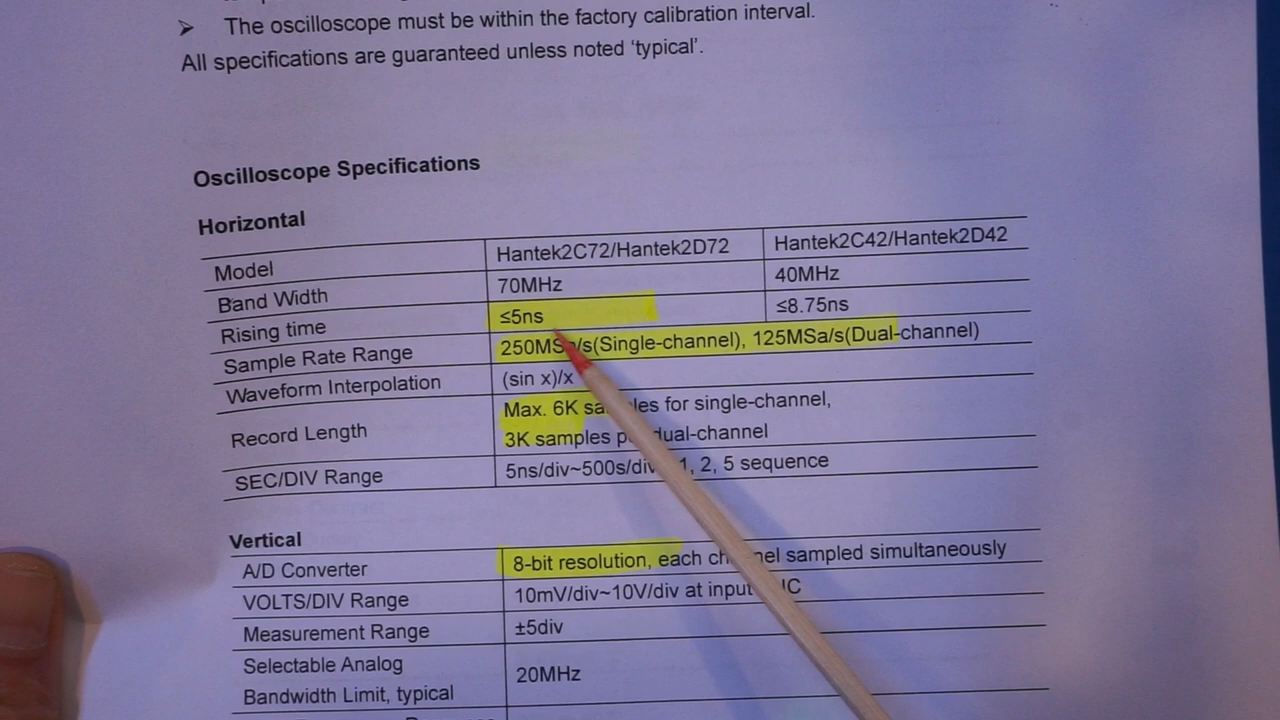 ➢ The oscilloscope must be within the factory calibration interval.
All specifications are guaranteed unless noted ‘typical’.
Oscilloscope Specifications
Horizontal
Model Hantek2C72/Hantek2D72 Hantek2C42/Hantek2D42
Band Width 70MHz 40MHz
Rising time ≤5ns ≤8.75ns
Sample Rate Range 250MSa/s(Single-channel), 125MSa/s(Dual-channel)
Waveform Interpolation (sin x)/x
Record Length Max. 6K samples for single-channel,
3K samples dual-channel
SEC/DIV Range 5ns/div~500s/div 1, 2, 5 sequence
Vertical
A/D Converter 8-bit resolution, each channel sampled simultaneously
VOLTS/DIV Range 10mV/div~10V/div at input
Measurement Range ±5div
Selectable Analog
Bandwidth Limit, typical 20MHz